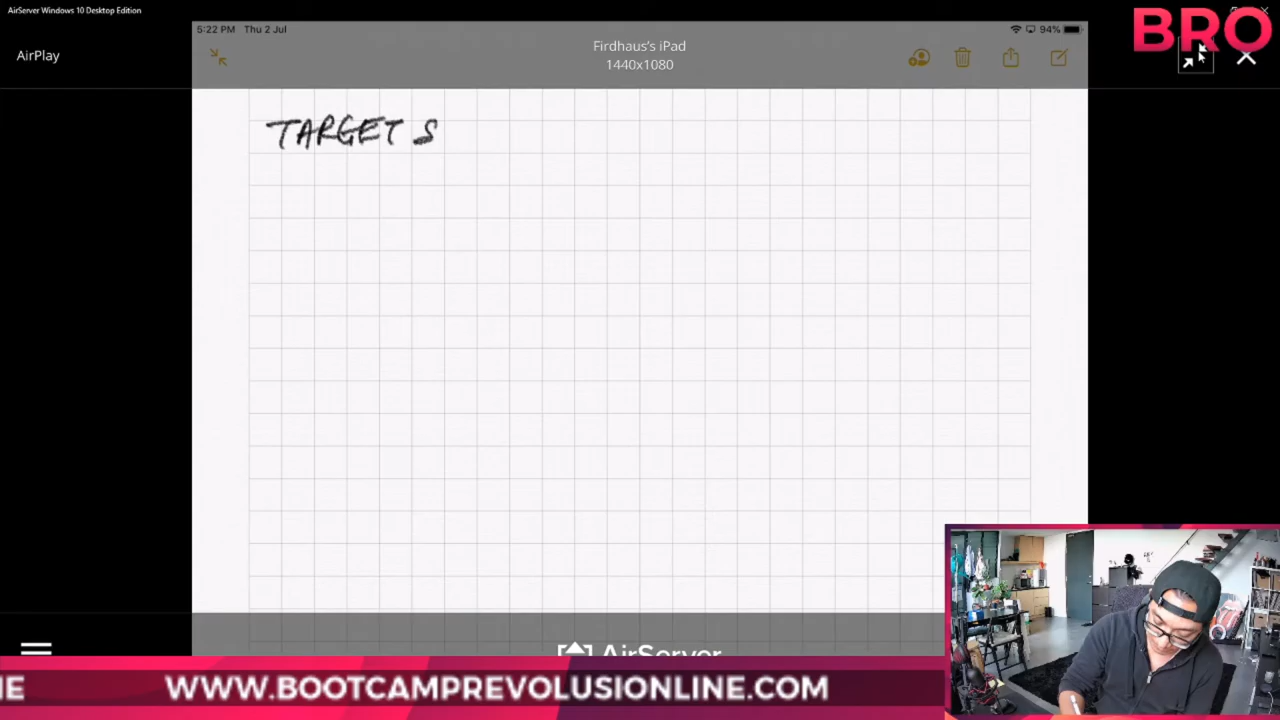 AirServer Windows 10 Desktop Edition
BRO
AirPlay
5:22 PM Thu 2 Jul
94%
Firdhaus's iPad
1440x1080
TARGET S
AirServer
NE
WWW.BOOTCAMPREVOLUSIONLINE.COM